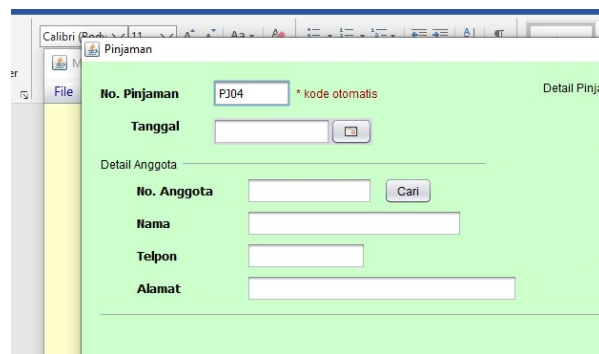 Calibri (Body 11 Aa
Pinjaman
File
No. Pinjaman PJ04 * kode otomatis
Detail Pinj
Tanggal
Detail Anggota
No. Anggota Cari
Nama
Telpon
Alamat